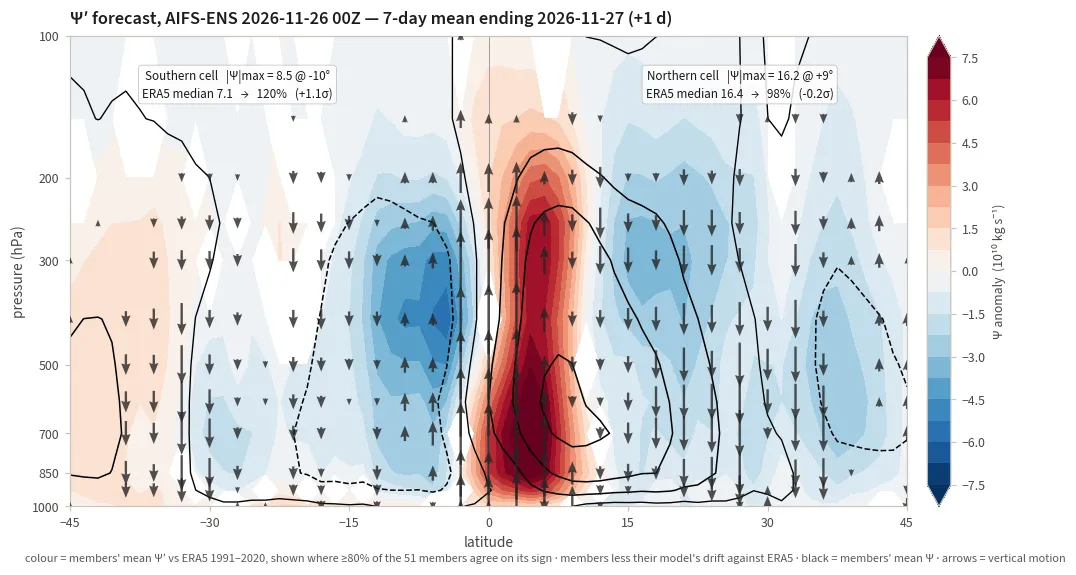 Ψ′ forecast, AIFS-ENS 2026-11-26 00Z — 7-day mean ending 2026-11-27 (+1 d)
Southern cell |Ψ|max = 8.5 @ -10°
ERA5 median 7.1 → 120% (+1.1σ)
Northern cell |Ψ|max = 16.2 @ +9°
ERA5 median 16.4 → 98% (-0.2σ)
pressure (hPa)
100
200
300
400
500
700
850
1000
−45
−30
−15
0
15
30
45
latitude
7.5
6.0
4.5
3.0
1.5
0.0
−1.5
−3.0
−4.5
−6.0
−7.5
Ψ anomaly (10¹⁰ kg s⁻¹)
colour = members' mean Ψ′ vs ERA5 1991–2020, shown where ≥80% of the 51 members agree on its sign · members less their model's drift against ERA5 · black = members' mean Ψ · arrows = vertical motion